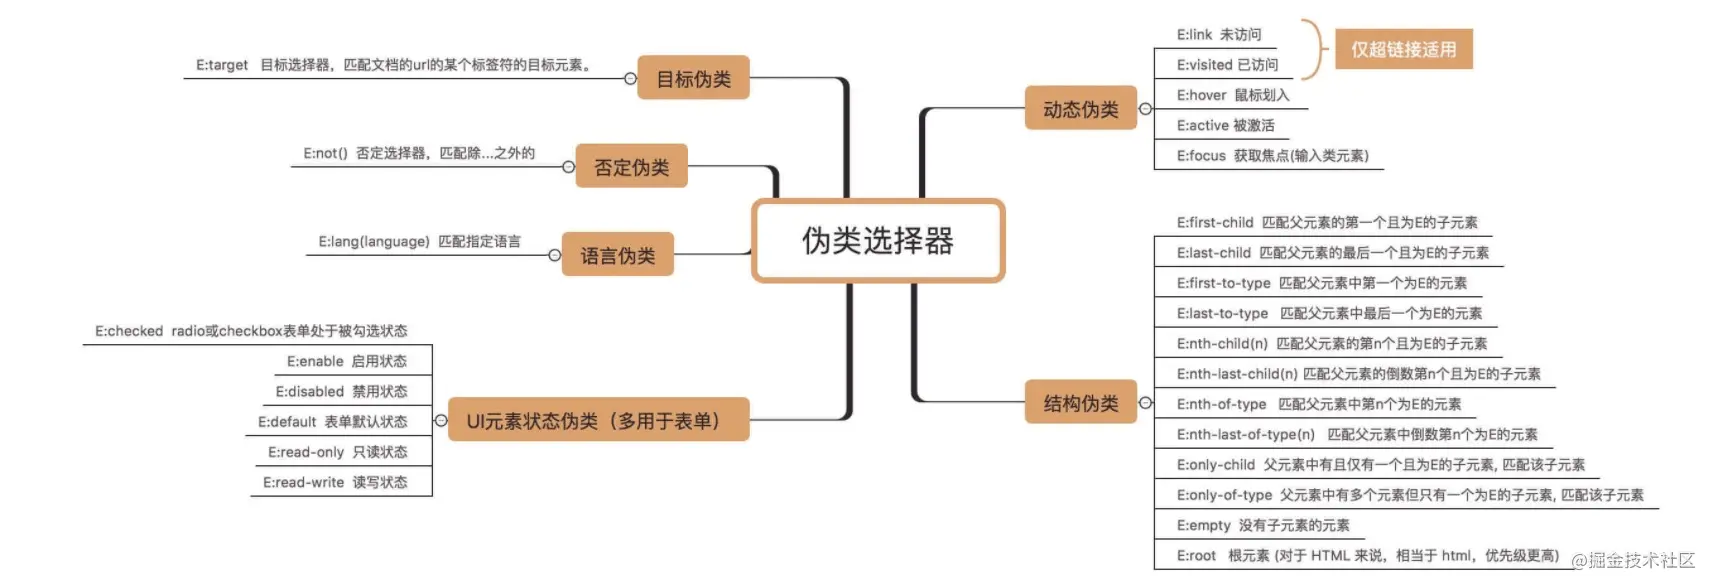 伪类选择器
目标伪类
E:target 目标选择器，匹配文档的url的某个标签符的目标元素。
否定伪类
E:not() 否定选择器，匹配除...之外的
语言伪类
E:lang(language) 匹配指定语言
UI元素状态伪类（多用于表单）
E:checked radio或checkbox表单处于被勾选状态
E:enable 启用状态
E:disabled 禁用状态
E:default 表单默认状态
E:read-only 只读状态
E:read-write 读写状态
动态伪类
E:link 未访问
E:visited 已访问
仅超链接适用
E:hover 鼠标划入
E:active 被激活
E:focus 获取焦点(输入类元素)
结构伪类
E:first-child 匹配父元素的第一个且为E的子元素
E:last-child 匹配父元素的最后一个且为E的子元素
E:first-to-type 匹配父元素中第一个为E的元素
E:last-to-type 匹配父元素中最后一个为E的元素
E:nth-child(n) 匹配父元素的第n个且为E的子元素
E:nth-last-child(n) 匹配父元素的倒数第n个且为E的子元素
E:nth-of-type 匹配父元素中第n个为E的元素
E:nth-last-of-type(n) 匹配父元素中倒数第n个为E的元素
E:only-child 父元素中有且仅有一个且为E的子元素, 匹配该子元素
E:only-of-type 父元素中有多个元素但只有一个为E的子元素, 匹配该子元素
E:empty 没有子元素的元素
E:root 根元素 (对于 HTML 来说，相当于 html，优先级更高)
@掘金技术社区